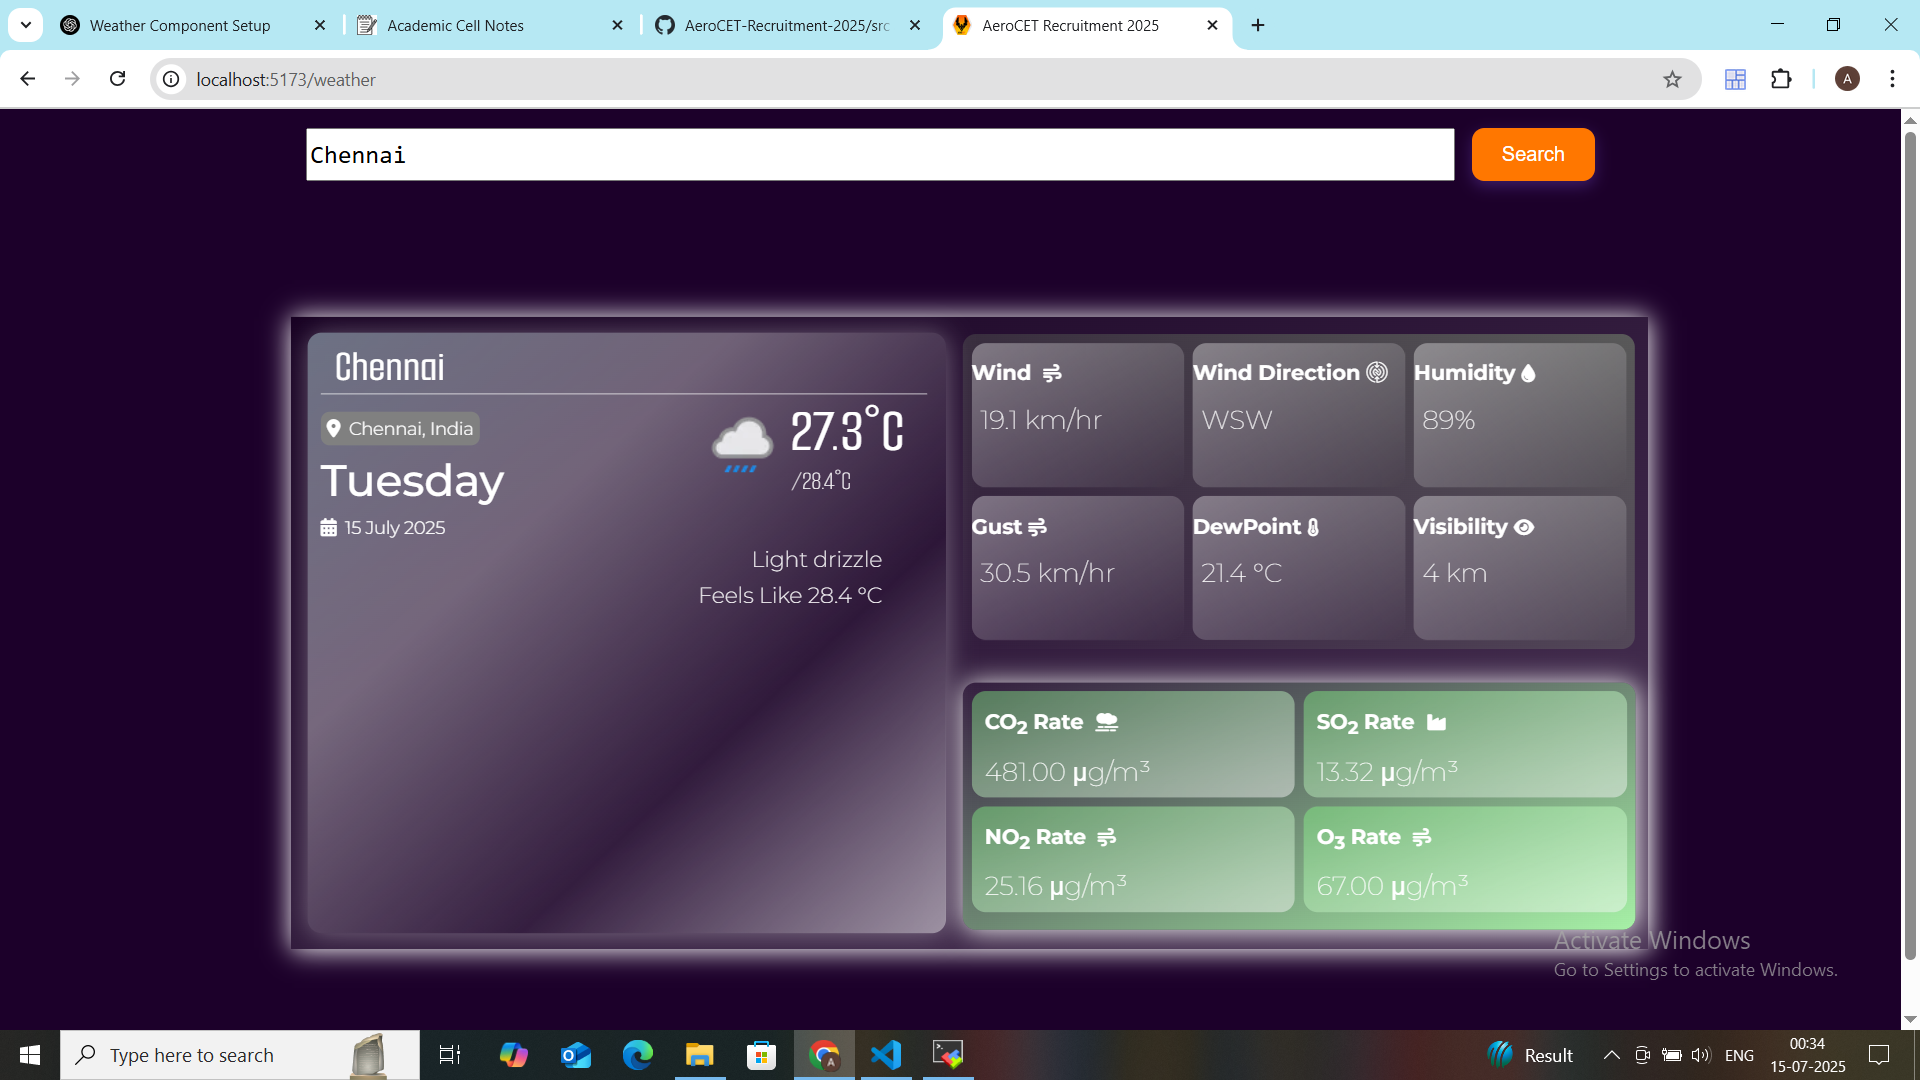 Weather Component Setup
Academic Cell Notes
AeroCET-Recruitment-2025/src
AeroCET Recruitment 2025
localhost:5173/weather
A
Chennai
Search
Chennai
Chennai, India
Tuesday
15 July 2025
27.3°C
/28.4°C
Light drizzle
Feels Like 28.4 °C
Wind
19.1 km/hr
Wind Direction
WSW
Humidity
89%
Gust
30.5 km/hr
DewPoint
21.4 °C
Visibility
4 km
CO2 Rate
481.00 µg/m³
SO2 Rate
13.32 µg/m³
NO2 Rate
25.16 µg/m³
O3 Rate
67.00 µg/m³
Activate Windows
Go to Settings to activate Windows.
Type here to search
A
Result
ENG
00:34
15-07-2025